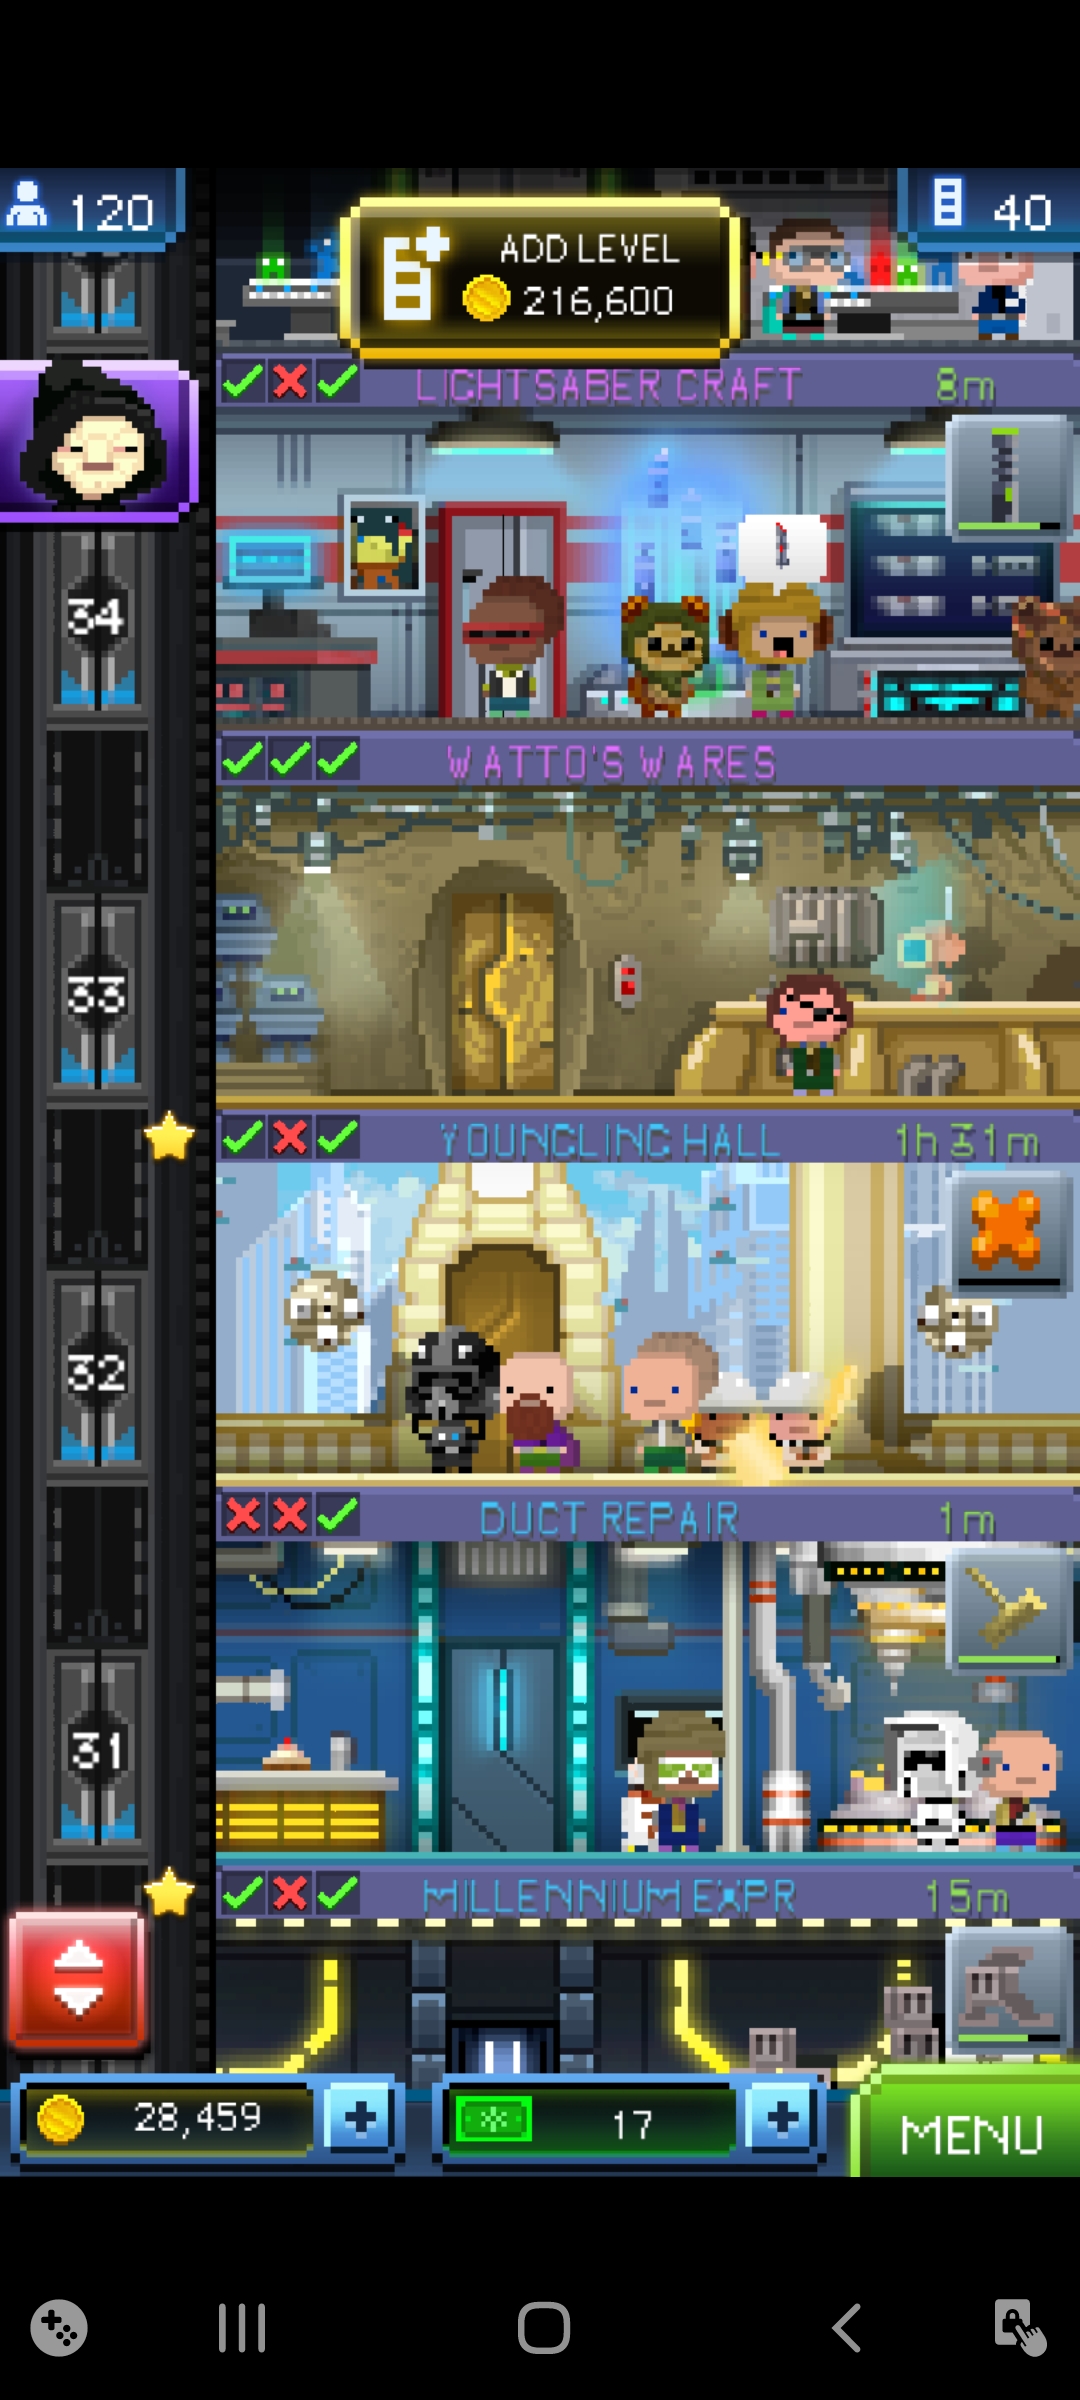 120
ADD LEVEL
216,600
40
LIGHTSABER CRAFT
8m
34
WATTO'S WARES
33
YOUNGLING HALL
1h 31m
32
DUCT REPAIR
1m
31
MILLENNIUM EXPR
15m
28,459
17
MENU